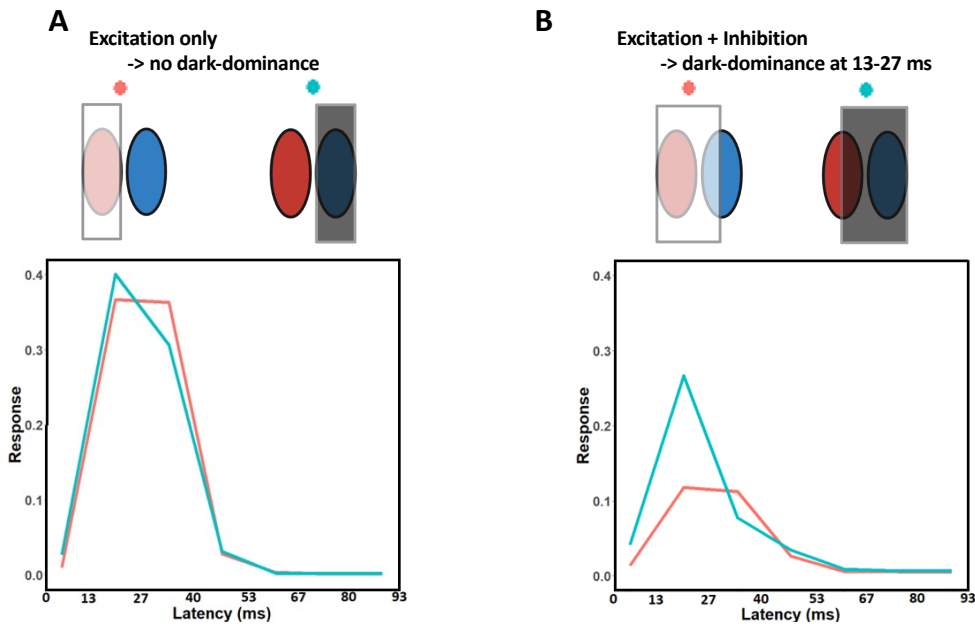 A
Excitation only
-> no dark-dominance
0.4
0.3
0.2
0.1
0.0
Response
0 13 27 40 53 67 80 93
Latency (ms)
B
Excitation + Inhibition
-> dark-dominance at 13-27 ms
0.4
0.3
0.2
0.1
0.0
Response
0 13 27 40 53 67 80 93
Latency (ms)